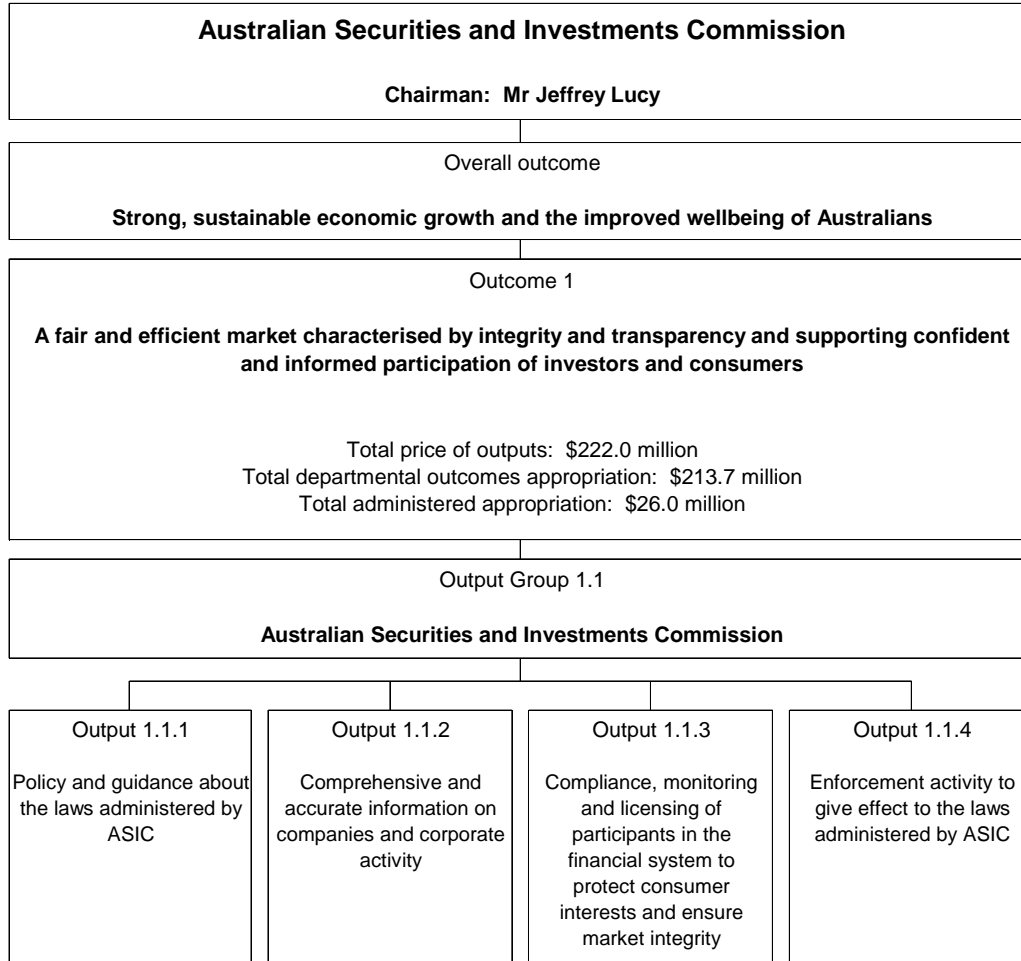 Australian Securities and Investments Commission
Chairman:  Mr Jeffrey Lucy
Overall outcome
Strong, sustainable economic growth and the improved wellbeing of Australians
Outcome 1
A fair and efficient market characterised by integrity and transparency and supporting confident
and informed participation of investors and consumers
Total price of outputs:  $222.0 million
Total departmental outcomes appropriation:  $213.7 million
Total administered appropriation:  $26.0 million
Output Group 1.1
Australian Securities and Investments Commission
Output 1.1.1
Policy and guidance about
the laws administered by
ASIC
Output 1.1.2
Comprehensive and
accurate information on
companies and corporate
activity
Output 1.1.3
Compliance, monitoring
and licensing of
participants in the
financial system to
protect consumer
interests and ensure
market integrity
Output 1.1.4
Enforcement activity to
give effect to the laws
administered by ASIC